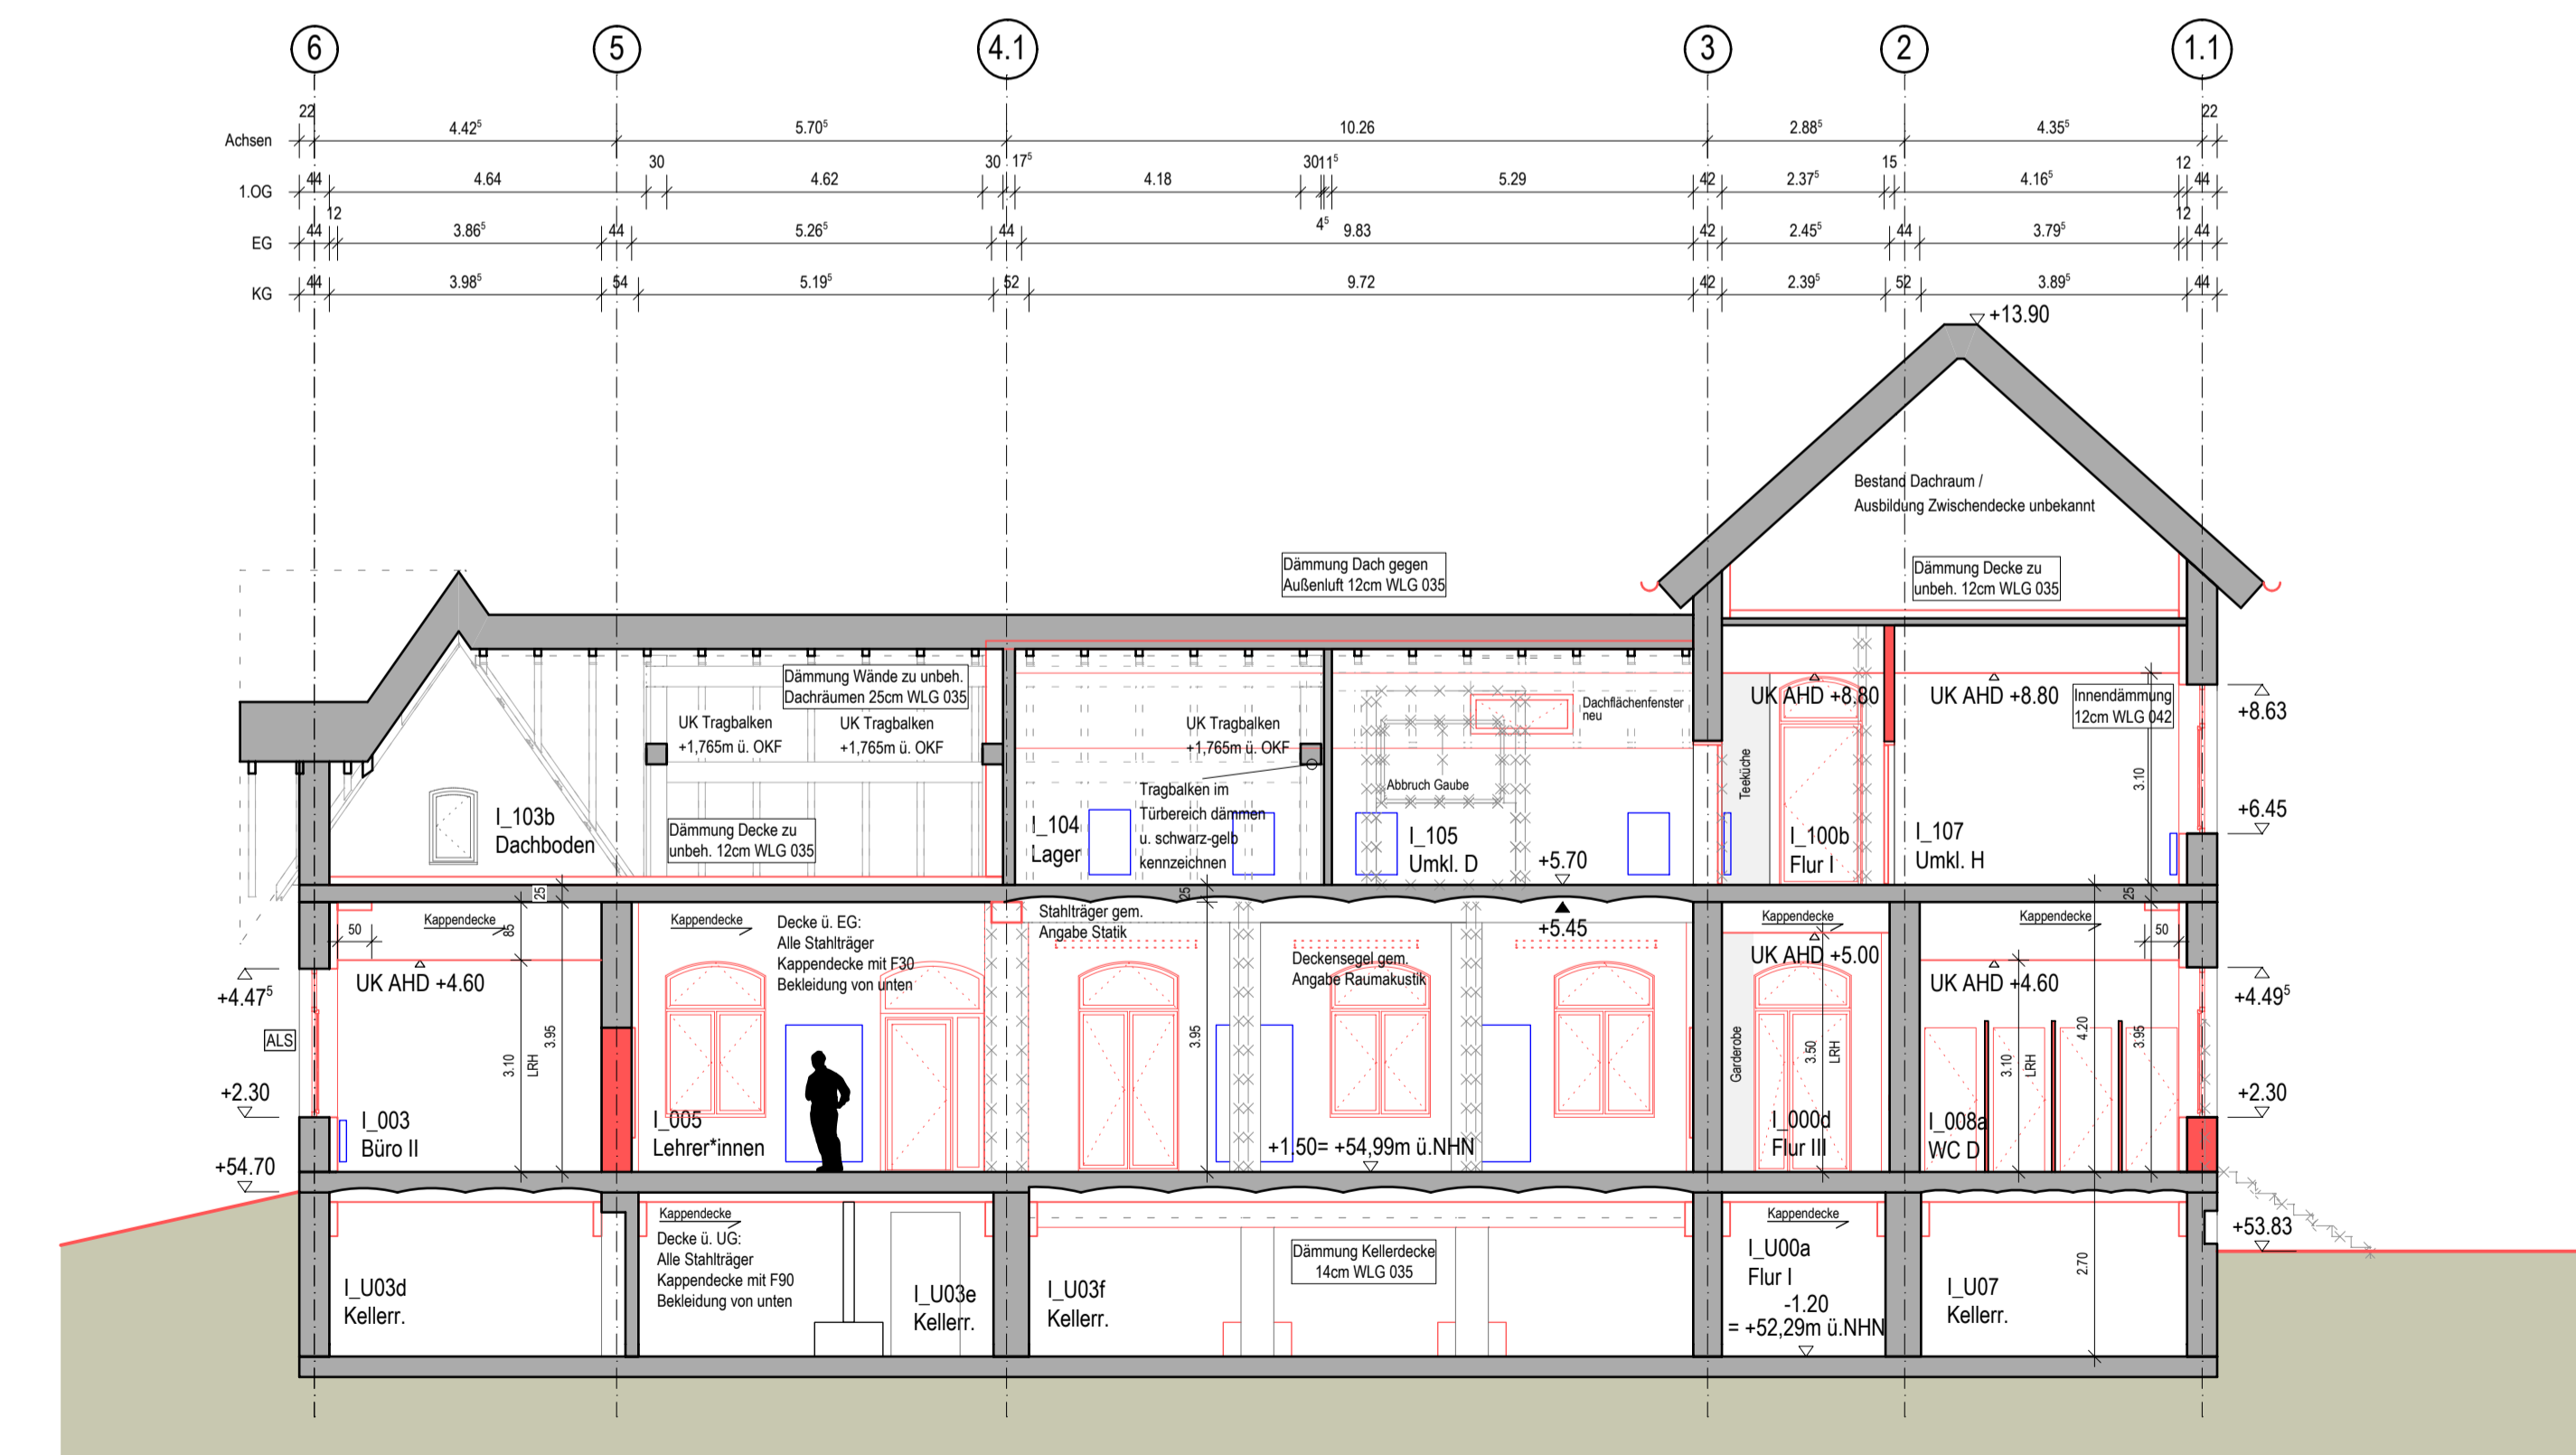 6 5 4.1 3 2 1.1
22 22
Achsen 4.42⁵ 5.70⁵ 10.26 2.88⁵ 4.35⁵
30 30 17⁵ 30 11⁵ 15 12
1.OG 44 4.64 4.62 4.18 5.29 42 2.37⁵ 4.16⁵ 44
12 4⁵ 12
EG 44 3.86⁵ 44 5.26⁵ 44 9.83 42 2.45⁵ 44 3.79⁵ 44
KG 44 3.98⁵ 54 5.19⁵ 52 9.72 42 2.39⁵ 52 3.89⁵ 44
+13.90
Bestand Dachraum /
Ausbildung Zwischendecke unbekannt
Dämmung Dach gegen
Außenluft 12cm WLG 035
Dämmung Decke zu
unbeh. 12cm WLG 035
Dämmung Wände zu unbeh.
Dachräumen 25cm WLG 035
UK Tragbalken
+1,765m ü. OKF
UK Tragbalken
+1,765m ü. OKF
UK Tragbalken
+1,765m ü. OKF
Dachflächenfenster
neu
UK AHD +8.80
UK AHD +8.80
Innendämmung
12cm WLG 042
+8.63
Teeküche
3.10
Abbruch Gaube
Tragbalken im
Türbereich dämmen
u. schwarz-gelb
kennzeichnen
+6.45
I_103b
Dachboden
Dämmung Decke zu
unbeh. 12cm WLG 035
I_104
Lager
I_105
Umkl. D
+5.70
I_100b
Flur I
I_107
Umkl. H
25
25
25
Kappendecke
50
85
Kappendecke
Decke ü. EG:
Alle Stahlträger
Kappendecke mit F30
Bekleidung von unten
Stahlträger gem.
Angabe Statik
+5.45
Kappendecke
Kappendecke
50
UK AHD +4.60
Deckensegel gem.
Angabe Raumakustik
UK AHD +5.00
UK AHD +4.60
+4.47⁵
+4.49⁵
ALS
3.10
LRH
3.95
3.95
Garderobe
3.50
LRH
3.10
LRH
4.20
3.95
+2.30
+2.30
I_003
Büro II
I_005
Lehrer*innen
+1.50= +54,99m ü.NHN
I_000d
Flur III
I_008a
WC D
+54.70
Kappendecke
Decke ü. UG:
Alle Stahlträger
Kappendecke mit F90
Bekleidung von unten
Kappendecke
+53.83
Dämmung Kellerdecke
14cm WLG 035
2.70
I_U03d
Kellerr.
I_U03e
Kellerr.
I_U03f
Kellerr.
I_U00a
Flur I
-1.20
= +52,29m ü.NHN
I_U07
Kellerr.